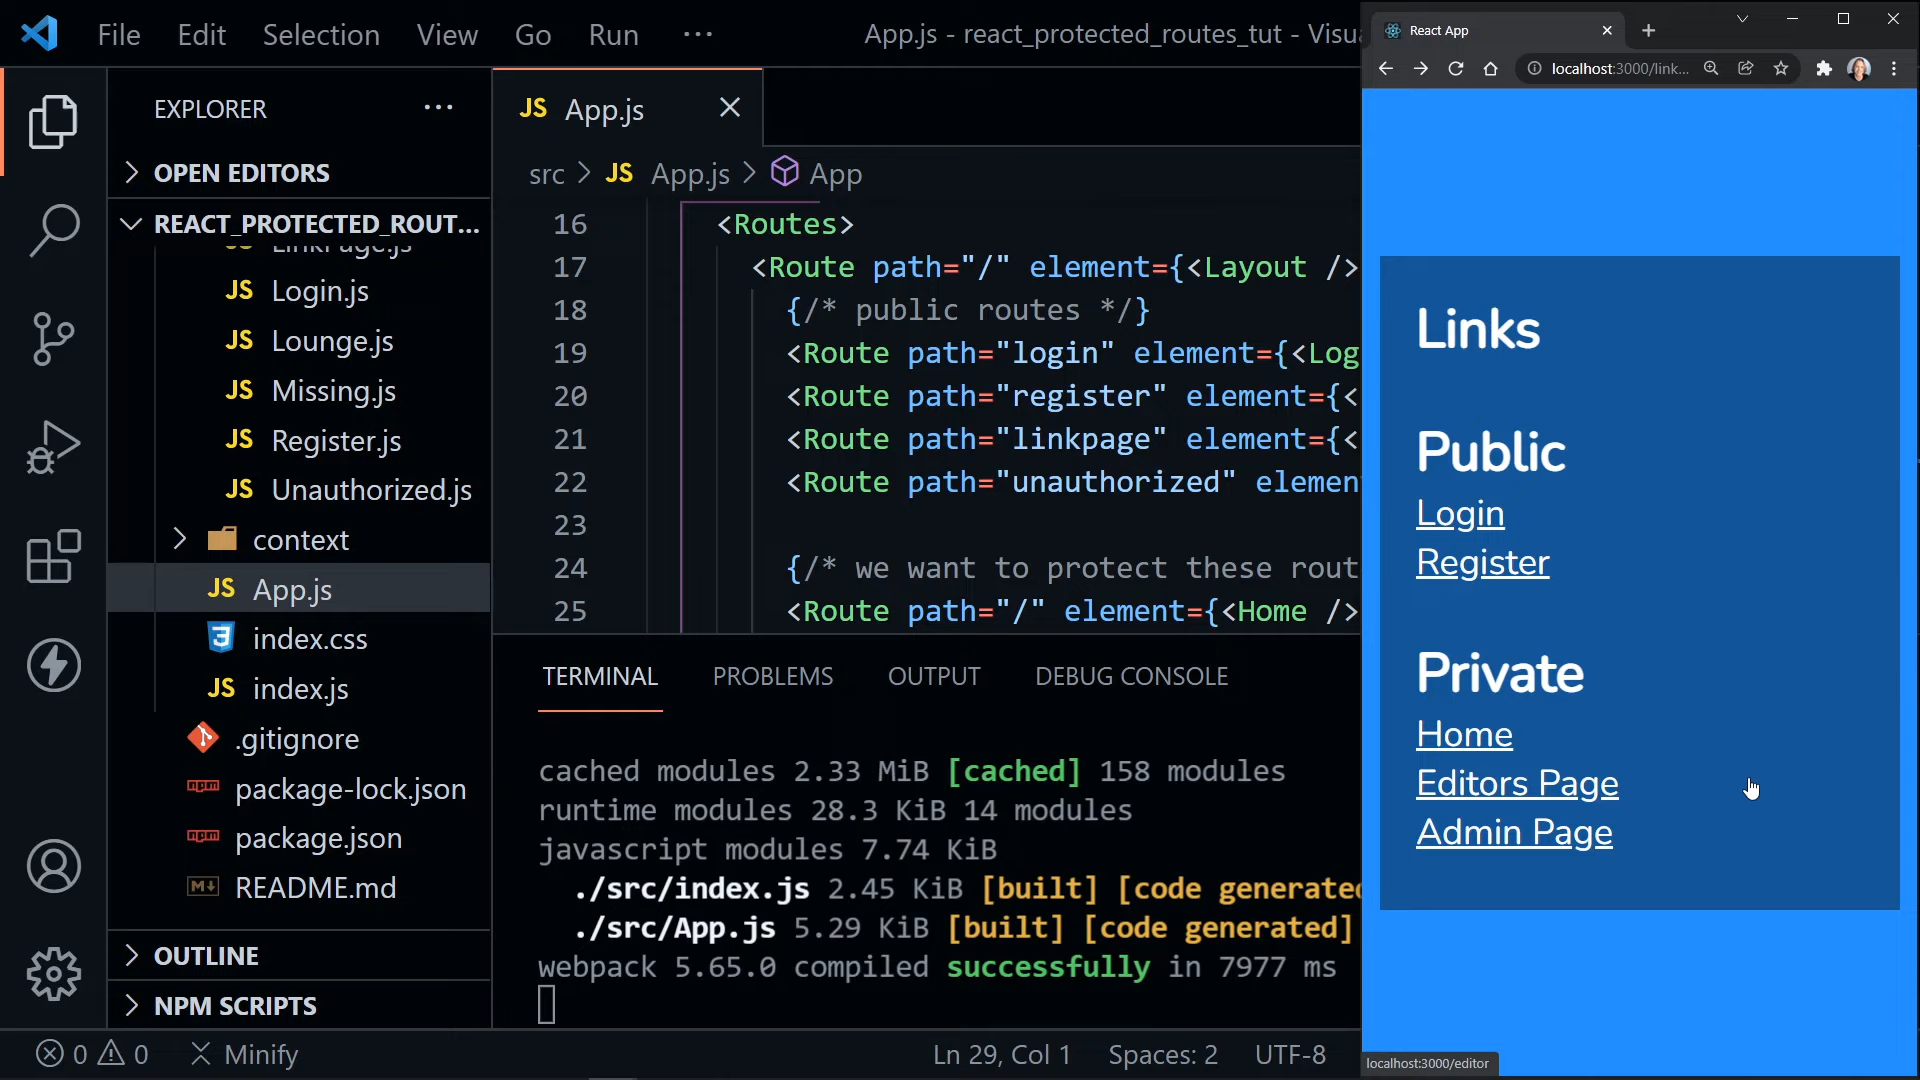 File Edit Selection View Go Run ···
App.js - react_protected_routes_tut - Visua
EXPLORER ···
OPEN EDITORS
REACT_PROTECTED_ROUT...
LinkPage.js
JS Login.js
JS Lounge.js
JS Missing.js
JS Register.js
JS Unauthorized.js
context
JS App.js
index.css
JS index.js
.gitignore
package-lock.json
package.json
README.md
OUTLINE
NPM SCRIPTS
JS App.js
src > JS App.js > App
16 <Routes>
17 <Route path="/" element={<Layout />
18 {/* public routes */}
19 <Route path="login" element={<Log
20 <Route path="register" element={<
21 <Route path="linkpage" element={<
22 <Route path="unauthorized" elemen
23
24 {/* we want to protect these rout
25 <Route path="/" element={<Home />
TERMINAL PROBLEMS OUTPUT DEBUG CONSOLE
cached modules 2.33 MiB [cached] 158 modules
runtime modules 28.3 KiB 14 modules
javascript modules 7.74 KiB
./src/index.js 2.45 KiB [built] [code generated
./src/App.js 5.29 KiB [built] [code generated]
webpack 5.65.0 compiled successfully in 7977 ms
0 0 Minify
Ln 29, Col 1 Spaces: 2 UTF-8
React App
localhost:3000/link...
Links
Public
Login
Register
Private
Home
Editors Page
Admin Page
localhost:3000/editor